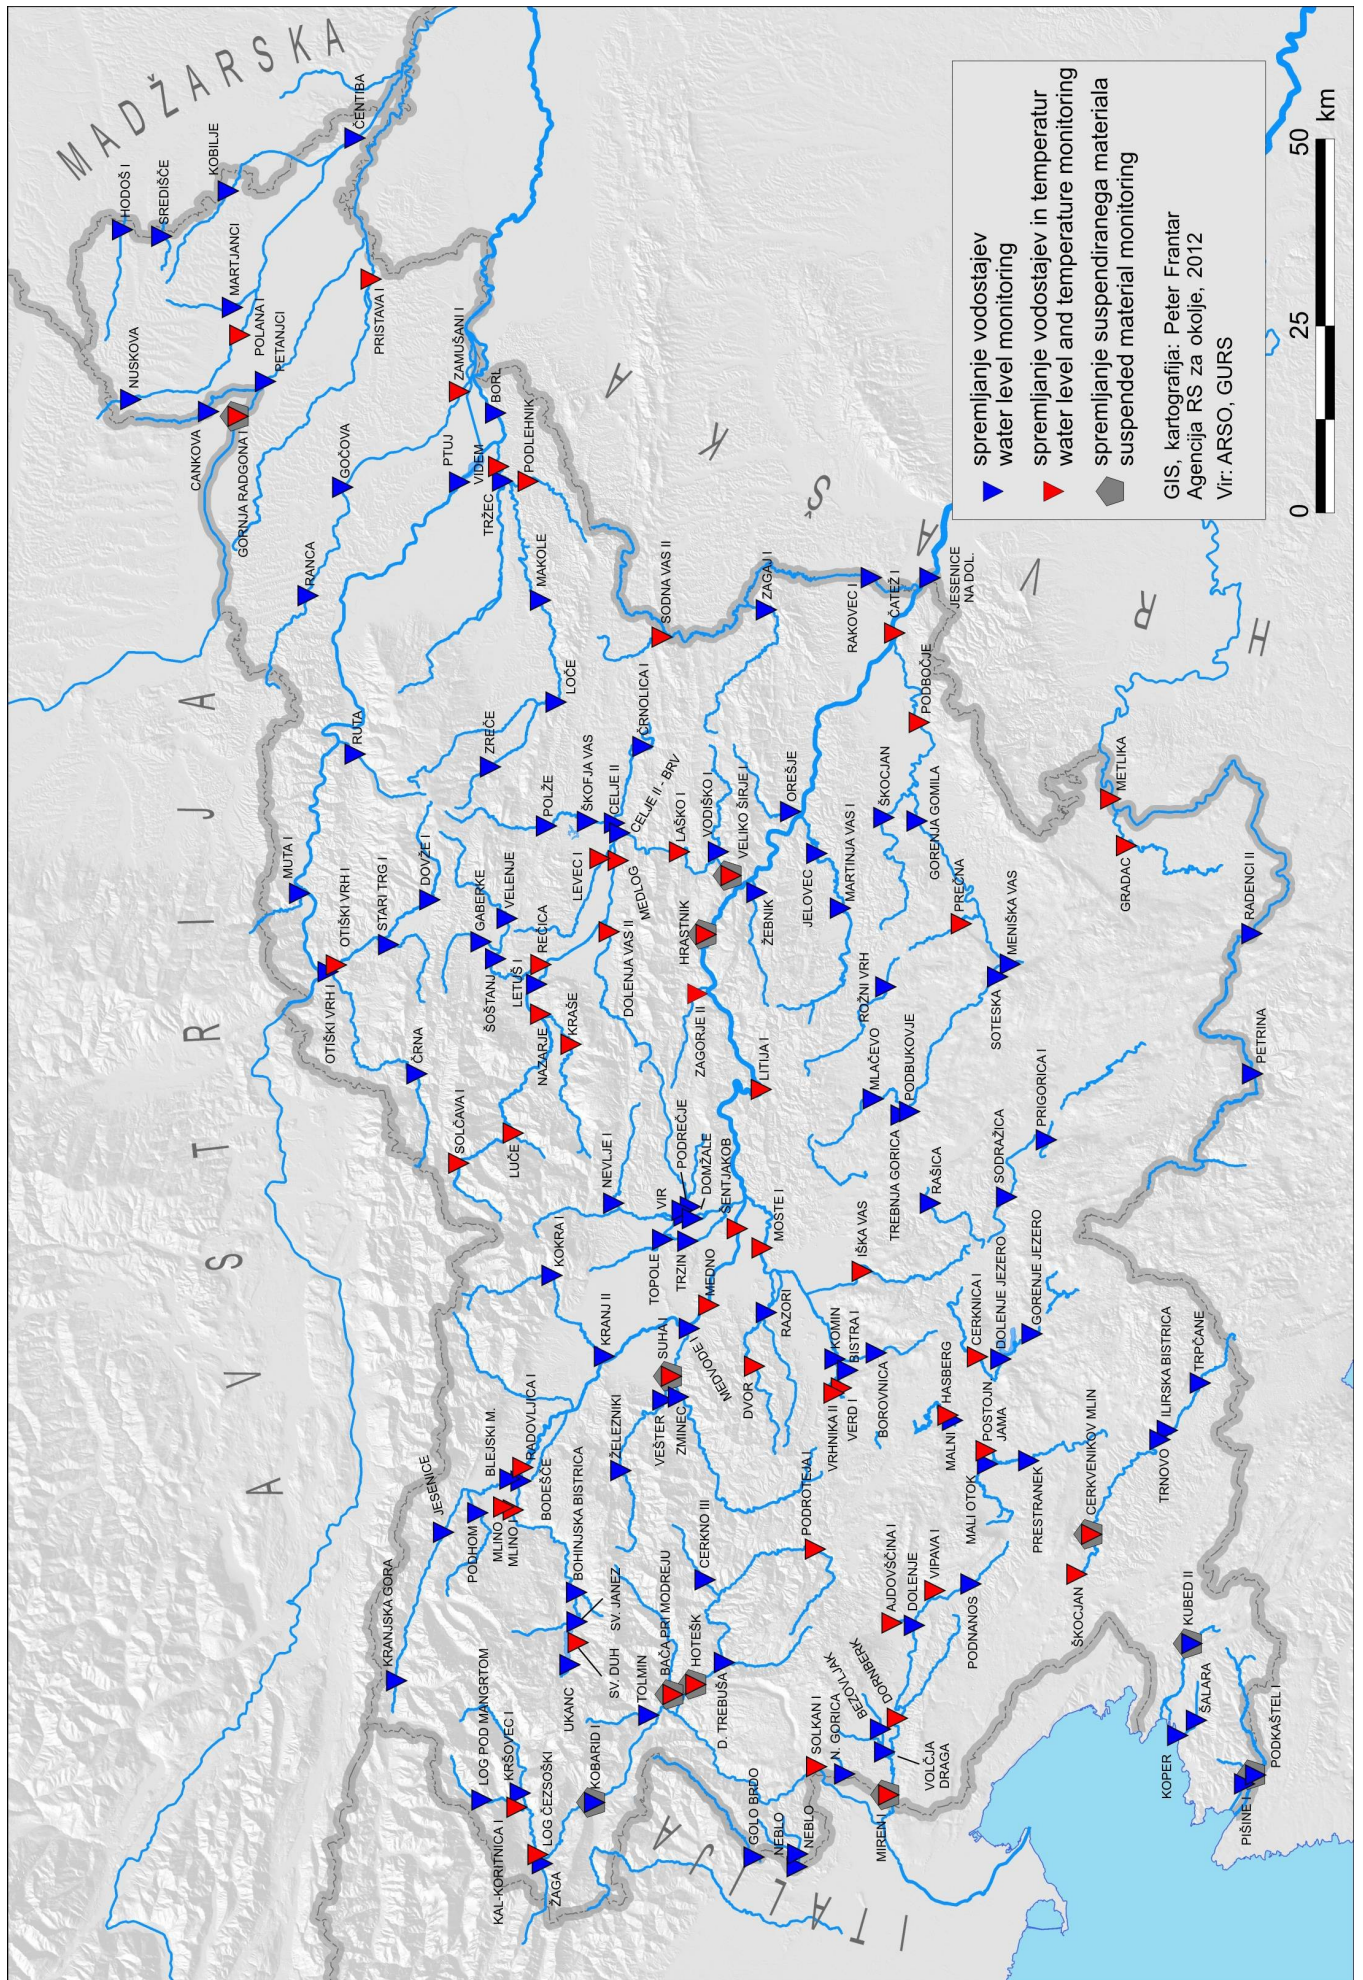 MADŽARSKA
AVSTRIJA
ITALIJA
HRVAŠKA
HODOŠ I
SREDIŠČE
KOBILJE
ČENTIBA
MARTJANCI
NUSKOVA
POLANA I
PETANJCI
CANKOVA
GORNJA RADGONA I
PRISTAVA I
GOČOVA
ZAMUŠANI I
PTUJ
VIDEM
BORL
TRŽEC
PODLEHNIK
RANCA
MAKOLE
LOČE
ZREČE
RUTA
MUTA I
OTIŠKI VRH I
OTIŠKI VRH I
STARI TRG I
DOVŽE I
ČRNA
GABERKE
VELENJE
ŠOŠTANJ
LETUŠ I
REČICA
NAZARJE
KRAŠE
SOLČAVA I
LUČE
POLŽE
ŠKOFJA VAS
CELJE II
CELJE II - BRV
ČRNOLICA I
LEVEC I
MEDLOG
DOLENJA VAS II
LAŠKO I
VODIŠKO I
VELIKO ŠIRJE I
SODNA VAS II
ZAGAJ I
RAKOVEC I
ČATEŽ I
JESENICE
NA DOL.
PODBOČJE
OREŠJE
ŽEBNIK
JELOVEC
MARTINJA VAS I
HRASTNIK
ZAGORJE II
LITIJA I
ŠKOCJAN
GORENJA GOMILA
PREČNA
MENIŠKA VAS
SOTESKA
ROŽNI VRH
MLAČEVO
PODBUKOVJE
TREBNJA GORICA
RAŠICA
SODRAŽICA
PRIGORICA I
METLIKA
GRADAC
RADENCI II
PETRINA
NEVLJE I
KOKRA I
VIR
PODREČJE
DOMŽALE
ŠENTJAKOB
TOPOLE
TRZIN
MOSTE I
MEDNO
KRANJ II
SUHA I
MEDVODE I
RAZORI
DVOR
IŠKA VAS
KOMIN
BISTRA I
BOROVNICA
VRHNIKA II
VERD I
CERKNICA I
DOLENJE JEZERO
GORENJE JEZERO
HASBERG
MALNI
POSTOJN.
JAMA
MALI OTOK
PRESTRANEK
TRPČANE
ILIRSKA BISTRICA
TRNOVO
CERKVENIKOV MLIN
ŠKOCJAN
KUBED II
ŠALARA
KOPER
PODKAŠTEL I
PIŠINE I
VEŠTER
ZMINEC
ŽELEZNIKI
RADOVLJICA I
BLEJSKI M.
BODEŠČE
JESENICE
PODHOM
MLINO
MLINO I
BOHINJSKA BISTRICA
SV. JANEZ
SV. DUH
UKANC
KRANJSKA GORA
LOG POD MANGRTOM
KRŠOVEC I
KAL-KORITNICA I
LOG ČEZSOŠKI
ŽAGA
KOBARID I
TOLMIN
BAČA PRI MODREJU
HOTEŠK
CERKNO III
D. TREBUŠA
PODROTEJA I
AJDOVŠČINA I
DOLENJE
VIPAVA I
PODNANOS
BEZOVLJAK
DORNBERK
SOLKAN I
N. GORICA
VOLČJA
DRAGA
MIREN I
GOLO BRDO
NEBLO
NEBLO
spremljanje vodostajev
water level monitoring
spremljanje vodostajev in temperatur
water level and temperature monitoring
spremljanje suspendiranega materiala
suspended material monitoring
GIS, kartografija: Peter Frantar
Agencija RS za okolje, 2012
Vir: ARSO, GURS
0 25 50
km